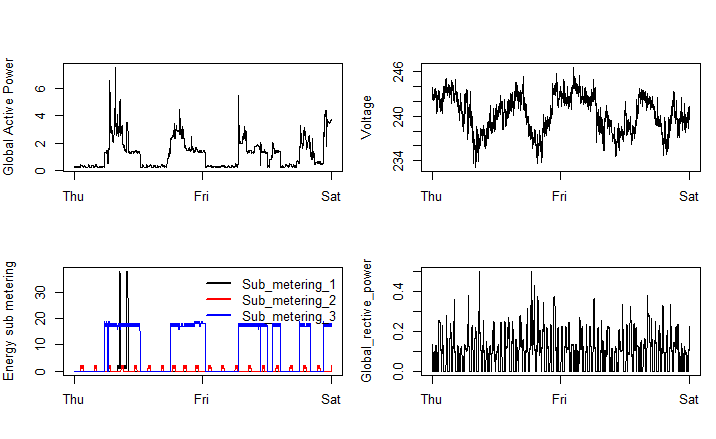 Global Active Power
6
4
2
0
Thu
Fri
Sat
Voltage
246
240
234
Thu
Fri
Sat
Energy sub metering
30
20
10
0
Sub_metering_1
Sub_metering_2
Sub_metering_3
Thu
Fri
Sat
Global_rective_power
0.4
0.2
0.0
Thu
Fri
Sat